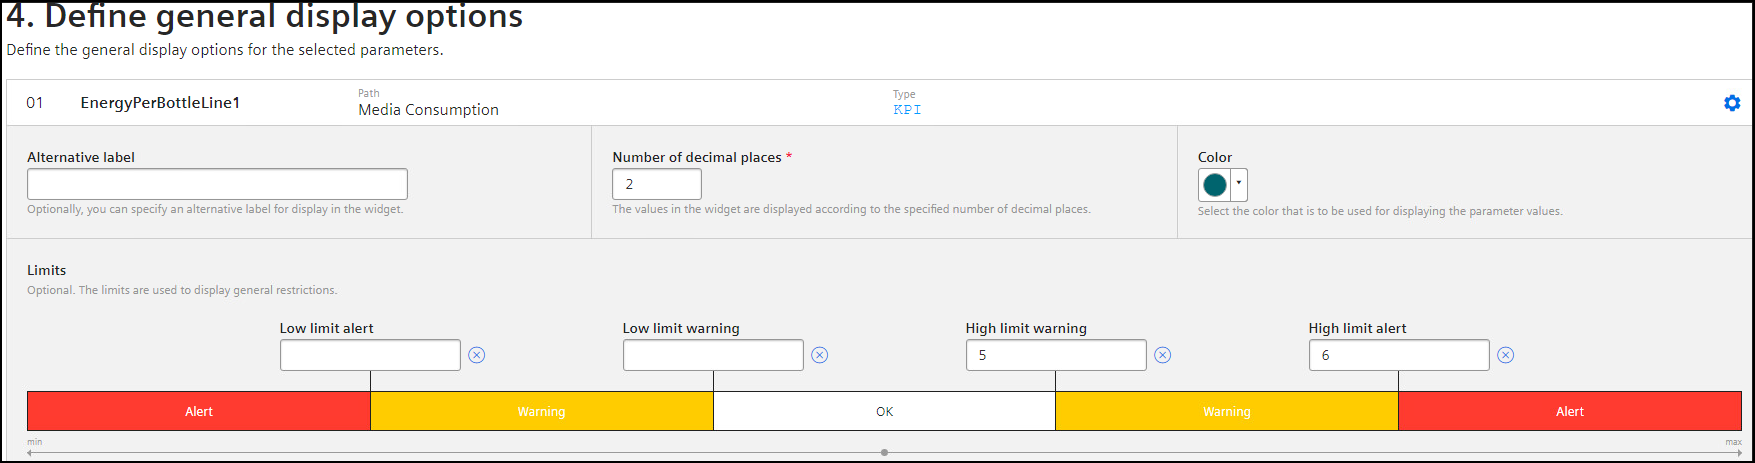 4. Define general display options
Define the general display options for the selected parameters.
01 EnergyPerBottleLine1 Path Media Consumption Type KPI
Alternative label
Optionally, you can specify an alternative label for display in the widget.
Number of decimal places *
2
The values in the widget are displayed according to the specified number of decimal places.
Color
Select the color that is to be used for displaying the parameter values.
Limits
Optional. The limits are used to display general restrictions.
Low limit alert Low limit warning High limit warning High limit alert
5 6
Alert Warning OK Warning Alert
min max